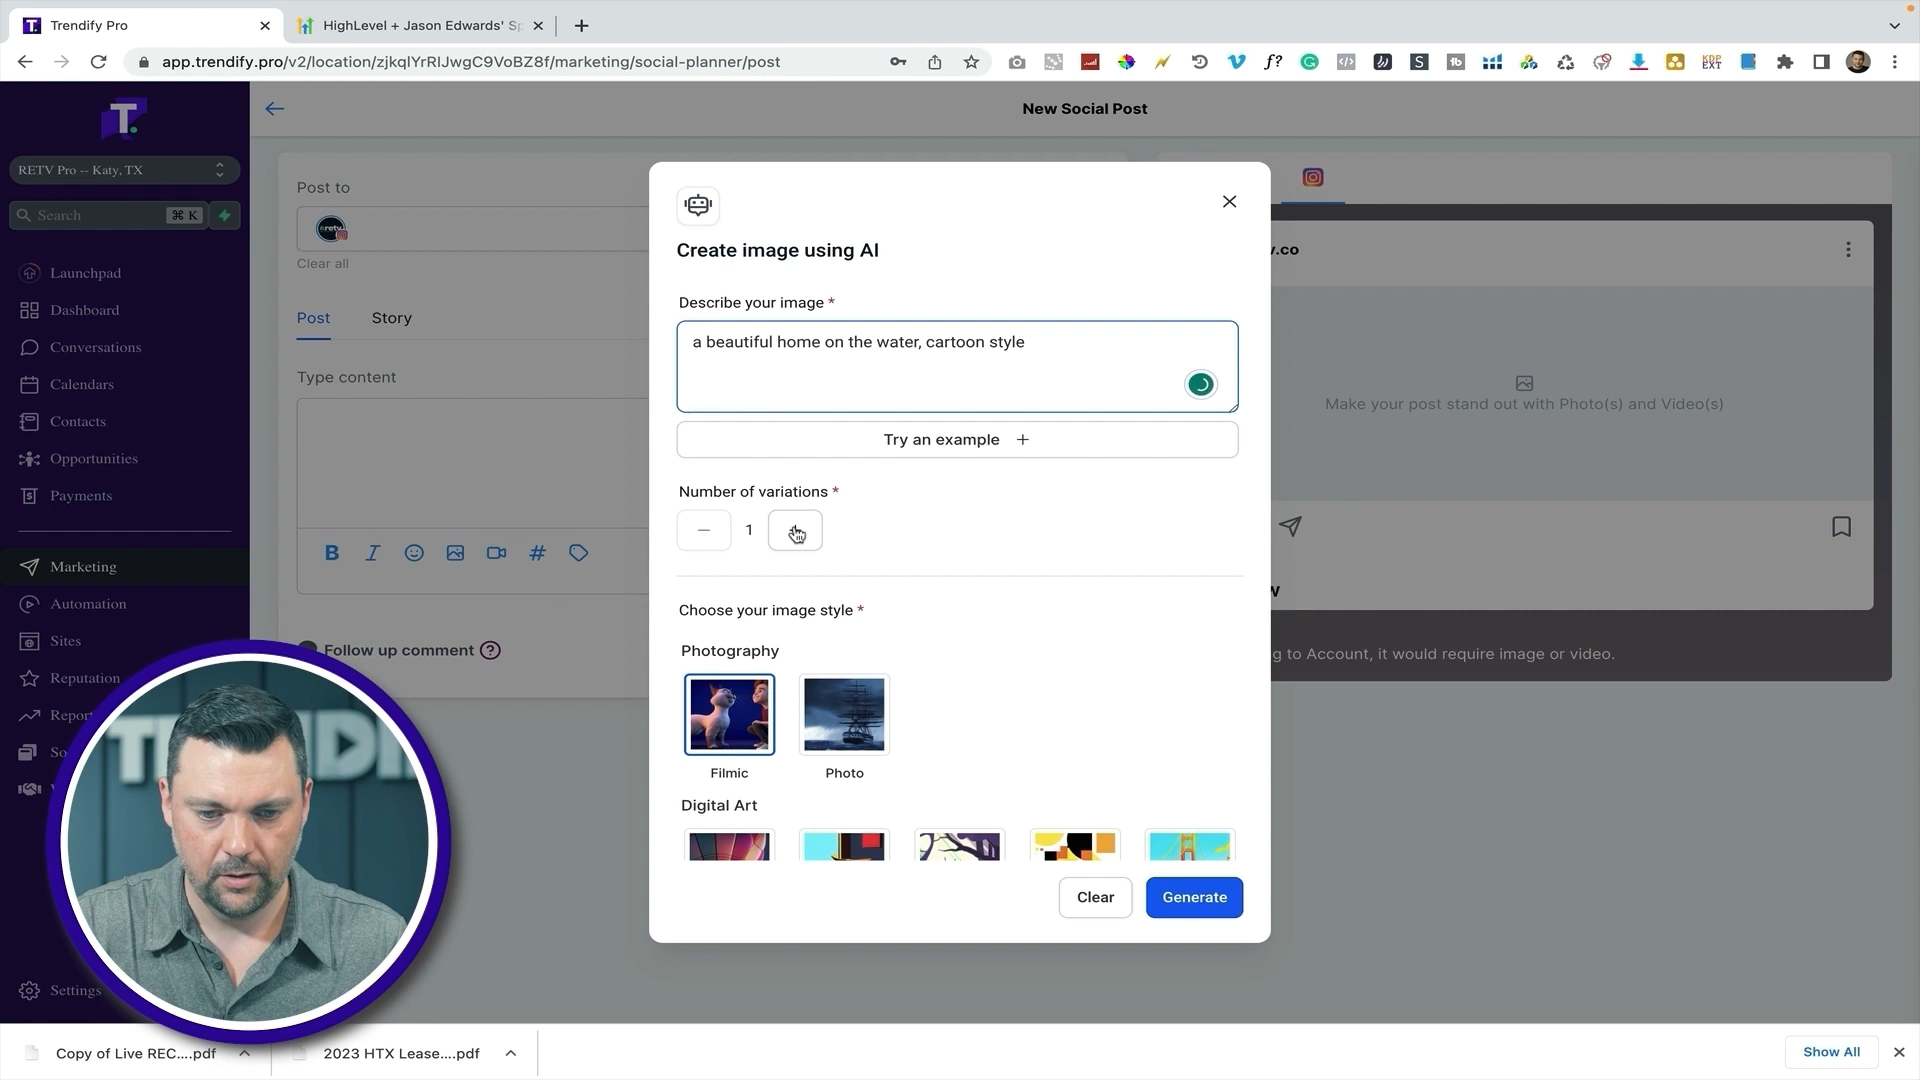 Trendify Pro
HighLevel + Jason Edwards' Sp
app.trendify.pro/v2/location/zjkqlYrRlJwgC9VoBZ8f/marketing/social-planner/post
T.
RETV Pro -- Katy, TX
Search
⌘ K
Launchpad
Dashboard
Conversations
Calendars
Contacts
Opportunities
Payments
Marketing
Automation
Sites
Reputation
Settings
New Social Post
Post to
retv
Clear all
Post
Story
Type content
B
I
#
Follow up comment
Create image using AI
Describe your image *
a beautiful home on the water, cartoon style
Try an example +
Number of variations *
1
Choose your image style *
Photography
Filmic
Photo
Digital Art
Clear
Generate
.co
Make your post stand out with Photo(s) and Video(s)
g to Account, it would require image or video.
Copy of Live REC....pdf
2023 HTX Lease....pdf
Show All